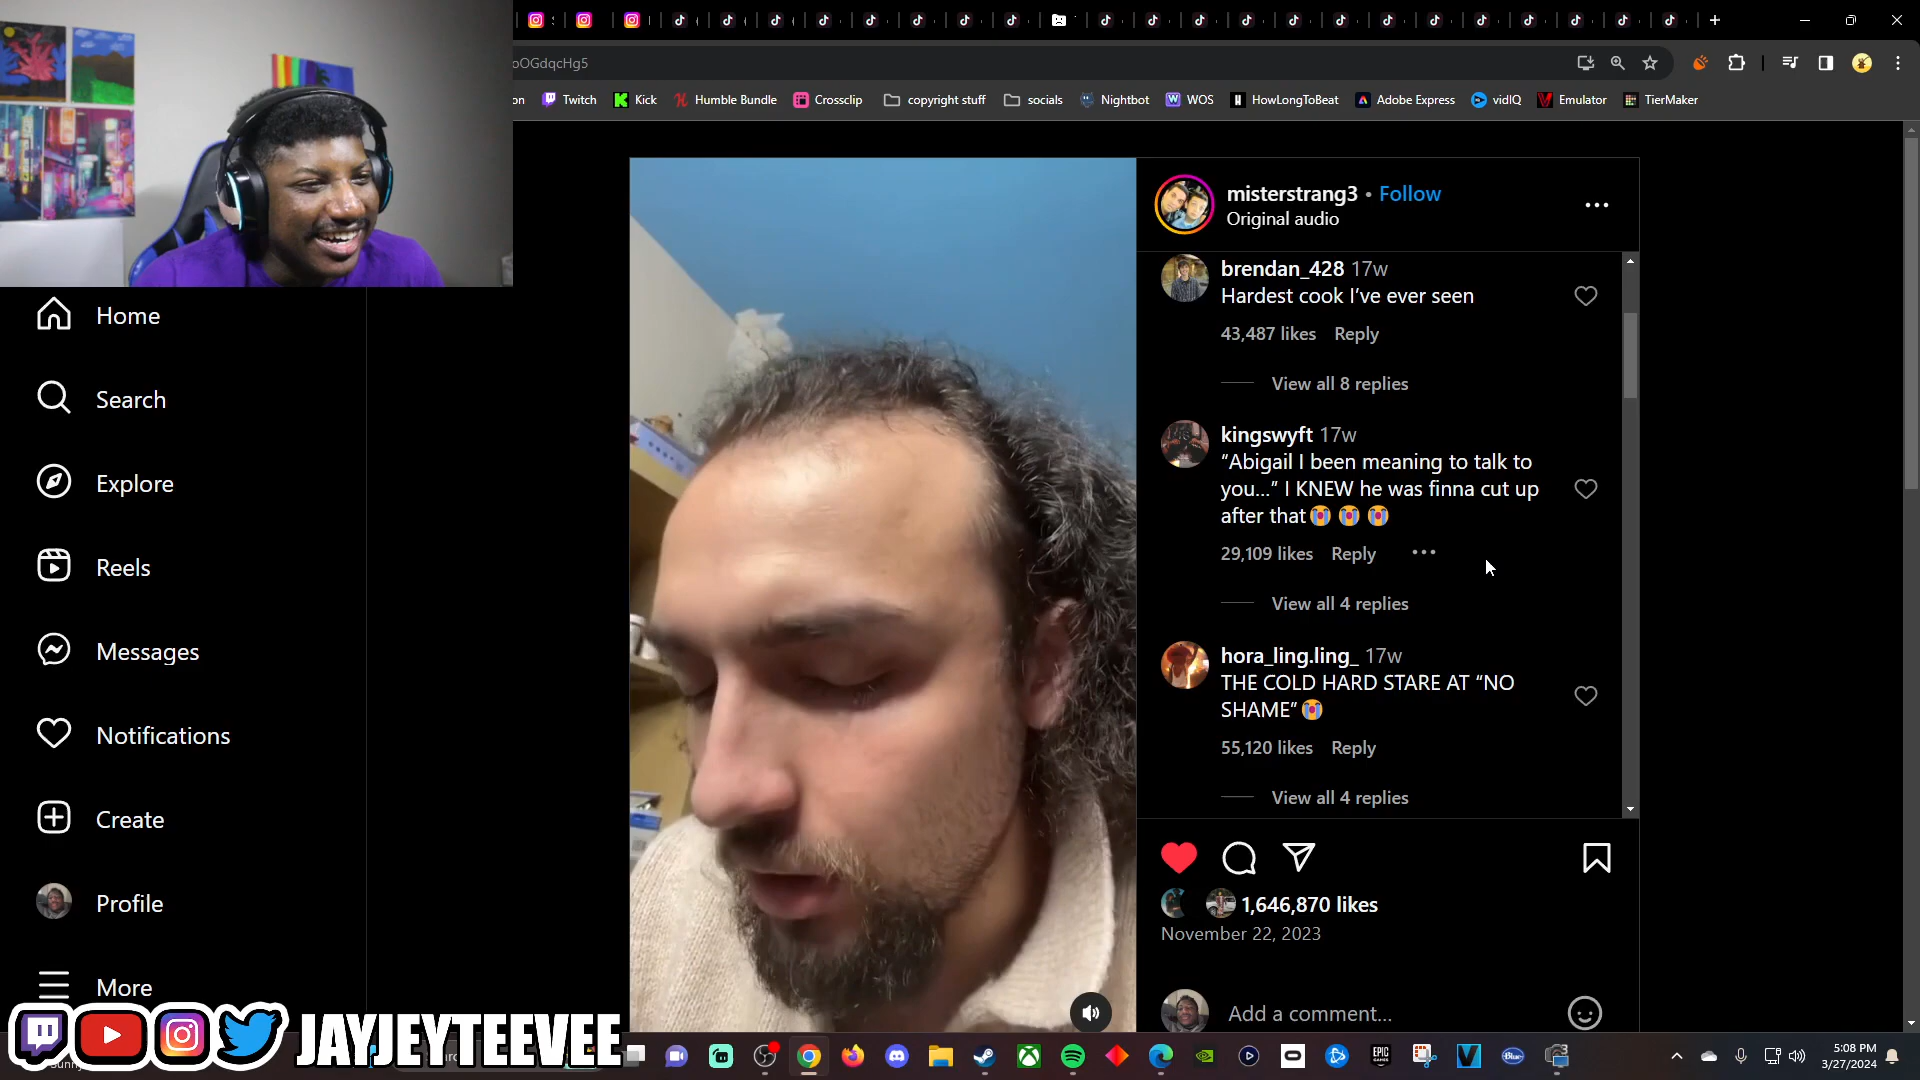 oOGdqcHg5
on
Twitch
Kick
Humble Bundle
Crossclip
copyright stuff
socials
Nightbot
WOS
HowLongToBeat
Adobe Express
vidIQ
Emulator
TierMaker
Home
Search
Explore
Reels
Messages
Notifications
Create
Profile
More
misterstrang3 • Follow
Original audio
brendan_428 17w
Hardest cook I've ever seen
43,487 likes Reply
View all 8 replies
kingswyft 17w
“Abigail I been meaning to talk to
you...” I KNEW he was finna cut up
after that😭😭😭
29,109 likes Reply
View all 4 replies
hora_ling.ling_ 17w
THE COLD HARD STARE AT “NO
SHAME”😭
55,120 likes Reply
View all 4 replies
1,646,870 likes
November 22, 2023
Add a comment...
JAYJEYTEEVEE
EPIC
GAMES
Blue
5:08 PM
3/27/2024